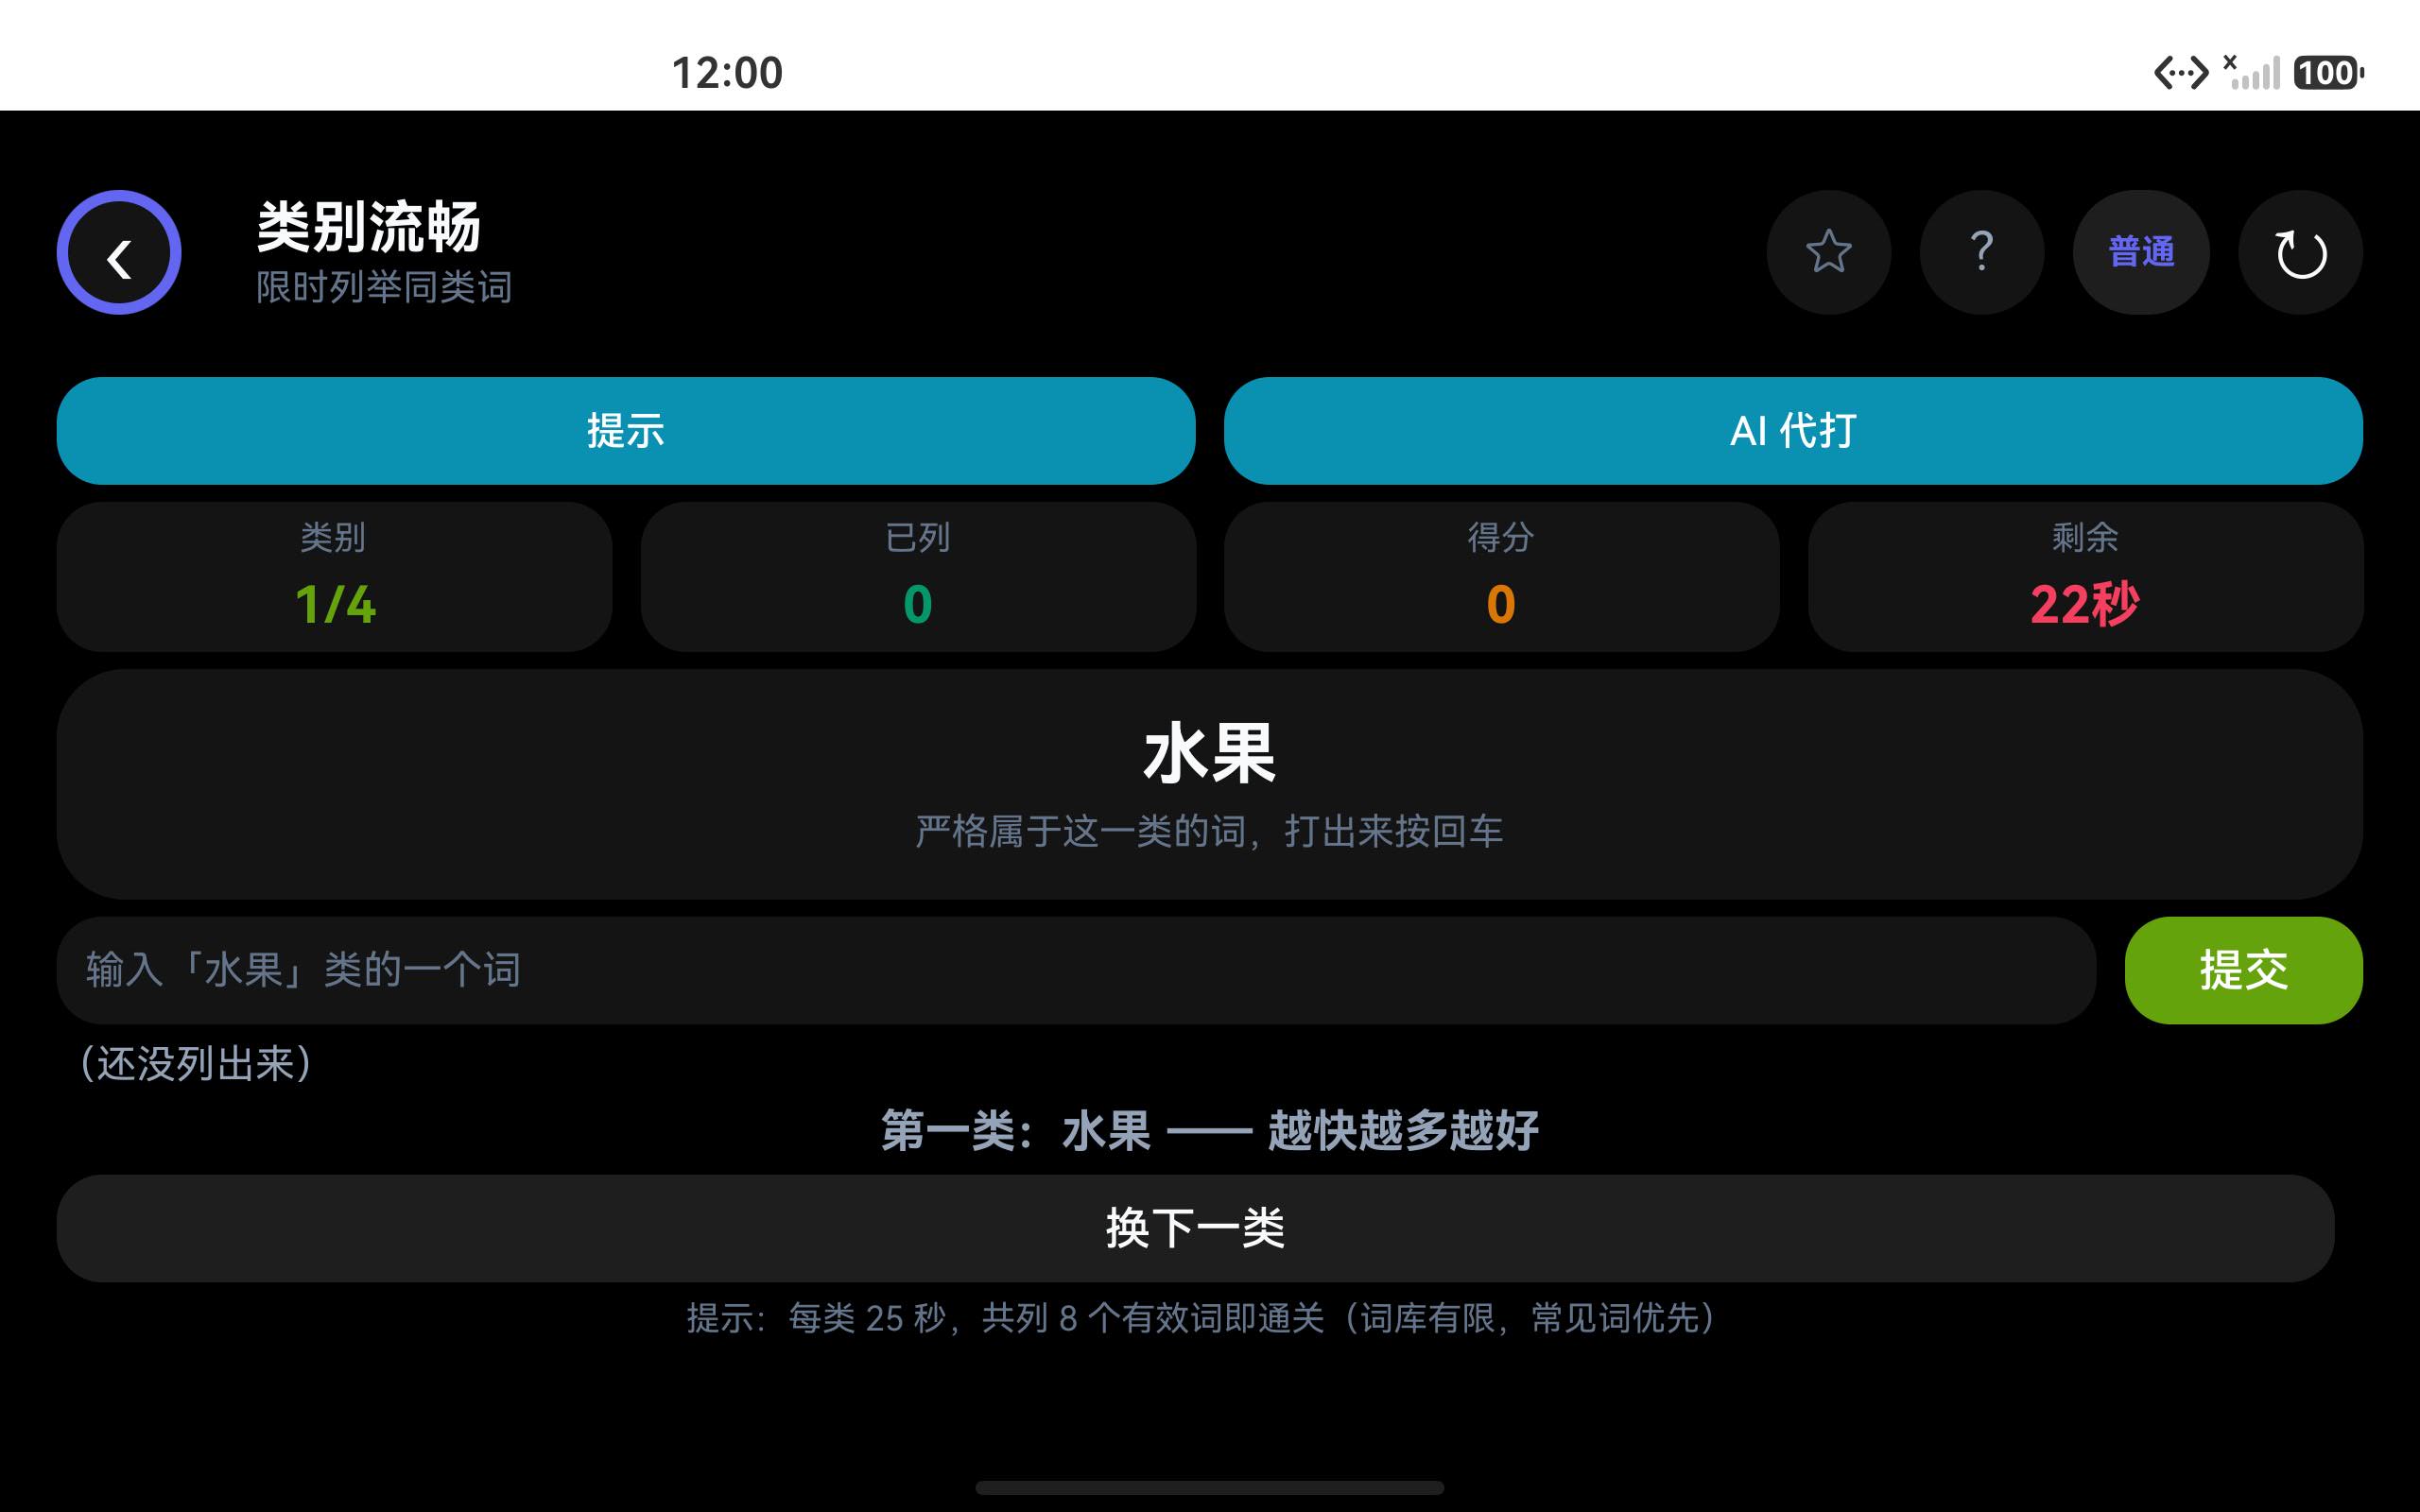 12:00
100
类别流畅
限时列举同类词
?
普通
提示
AI 代打
类别
1/4
已列
0
得分
0
剩余
22秒
水果
严格属于这一类的词，打出来按回车
输入「水果」类的一个词
提交
（还没列出来）
第一类：水果 —— 越快越多越好
换下一类
提示：每类 25 秒，共列 8 个有效词即通关（词库有限，常见词优先）